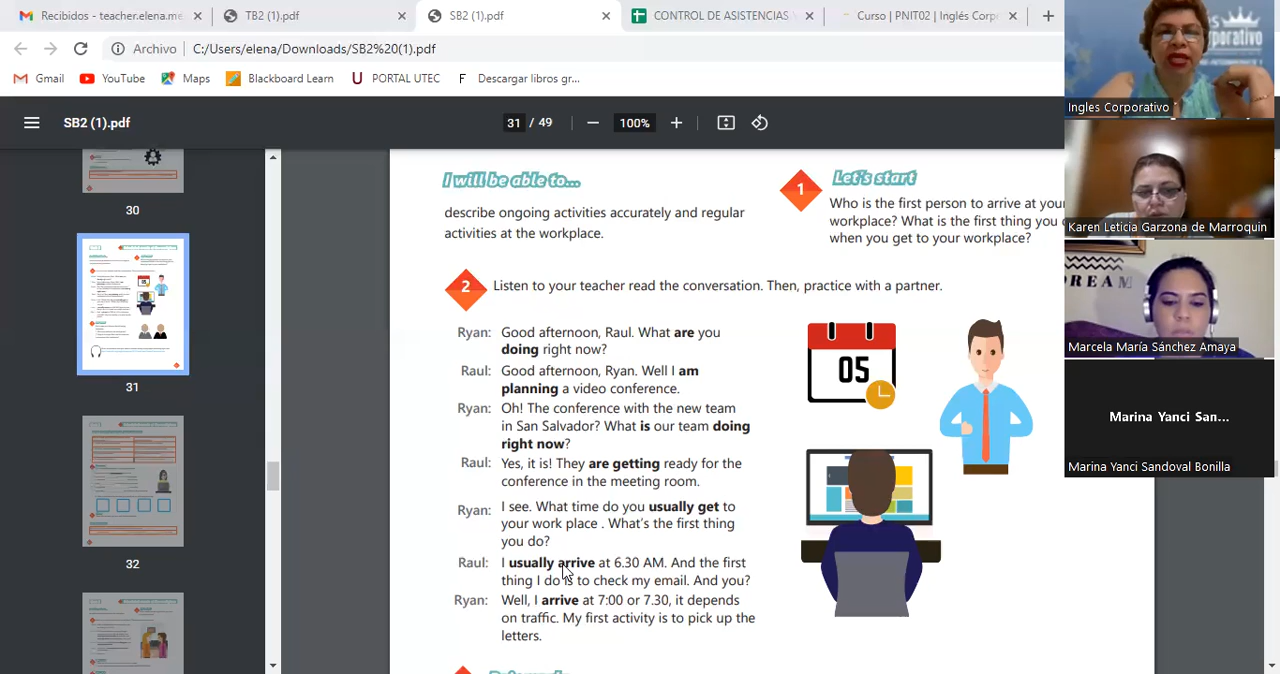 Recibidos - teacher.elena.me
TB2 (1).pdf
SB2 (1).pdf
CONTROL DE ASISTENCIAS
Curso | PNIT02 | Inglés Corp
Archivo
C:/Users/elena/Downloads/SB2%20(1).pdf
Gmail
YouTube
Maps
Blackboard Learn
U PORTAL UTEC
F Descargar libros gr...
SB2 (1).pdf
31 / 49
100%
30
31
32
I will be able to...
describe ongoing activities accurately and regular
activities at the workplace.
1 Let's start
Who is the first person to arrive at your
workplace? What is the first thing you
when you get to your workplace?
2 Listen to your teacher read the conversation. Then, practice with a partner.
Ryan: Good afternoon, Raul. What are you
doing right now?
Raul: Good afternoon, Ryan. Well I am
planning a video conference.
Ryan: Oh! The conference with the new team
in San Salvador? What is our team doing
right now?
Raul: Yes, it is! They are getting ready for the
conference in the meeting room.
Ryan: I see. What time do you usually get to
your work place . What's the first thing
you do?
Raul: I usually arrive at 6.30 AM. And the first
thing I do is to check my email. And you?
Ryan: Well, I arrive at 7:00 or 7.30, it depends
on traffic. My first activity is to pick up the
letters.
05
Corporativo
Ingles Corporativo
Karen Leticia Garzona de Marroquin
DREAM
Marcela María Sánchez Amaya
Marina Yanci San...
Marina Yanci Sandoval Bonilla